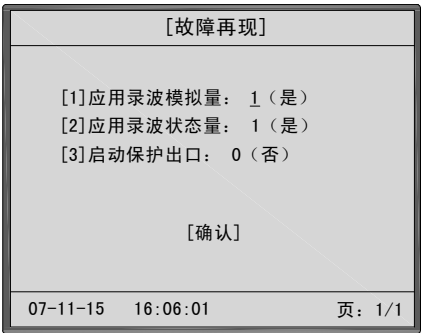 [故障再现]
[1]应用录波模拟量： 1（是）
[2]应用录波状态量： 1（是）
[3]启动保护出口： 0（否）
[确认]
07-11-15 16:06:01 页：1/1